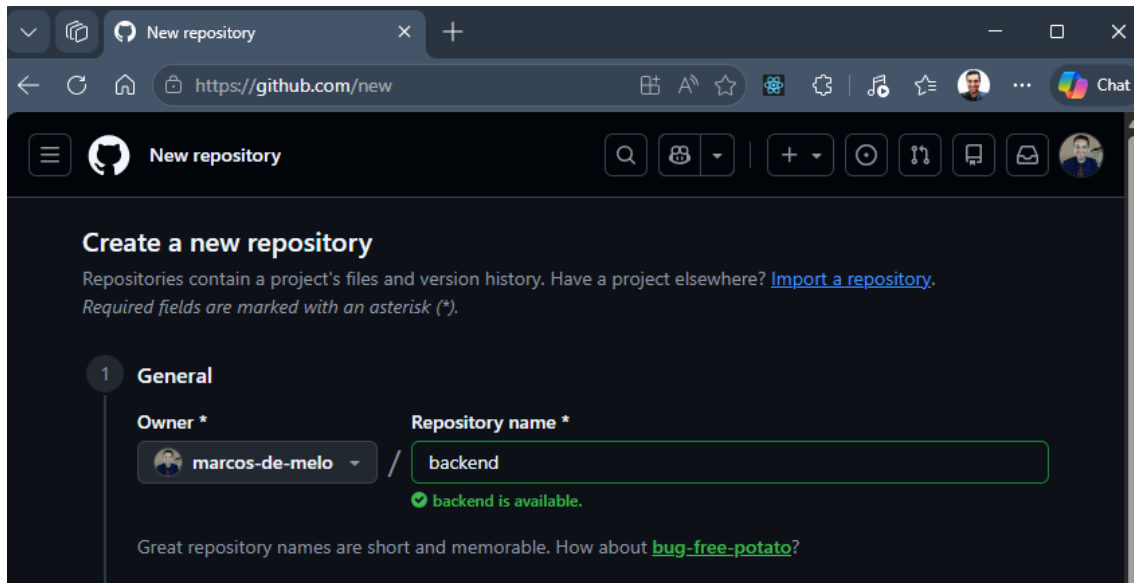 New repository
https://github.com/new
Chat
New repository
Create a new repository
Repositories contain a project's files and version history. Have a project elsewhere? Import a repository.
Required fields are marked with an asterisk (*).
1 General
Owner * Repository name *
marcos-de-melo / backend
backend is available.
Great repository names are short and memorable. How about bug-free-potato?